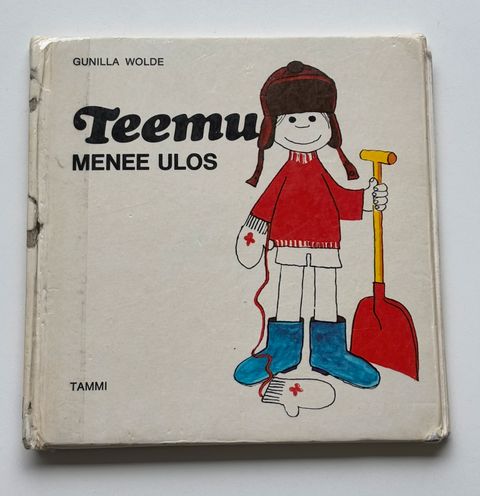 GUNILLA WOLDE
Teemu
MENEE ULOS
TAMMI